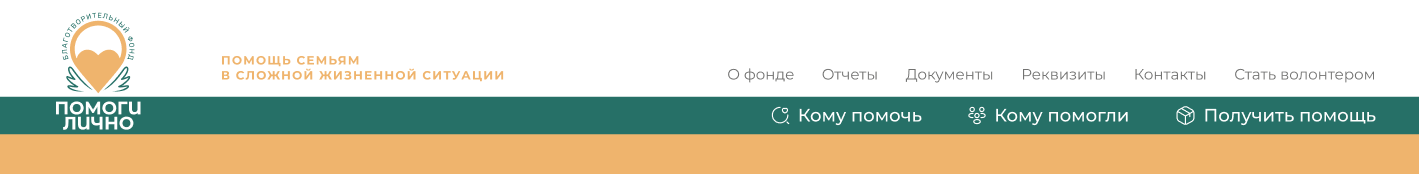 БЛАГОТВОРИТЕЛЬНЫЙ ФОНД
ПОМОГИ
ЛИЧНО
ПОМОЩЬ СЕМЬЯМ
В СЛОЖНОЙ ЖИЗНЕННОЙ СИТУАЦИИ
О фонде Отчеты Документы Реквизиты Контакты Стать волонтером
Кому помочь Кому помогли Получить помощь